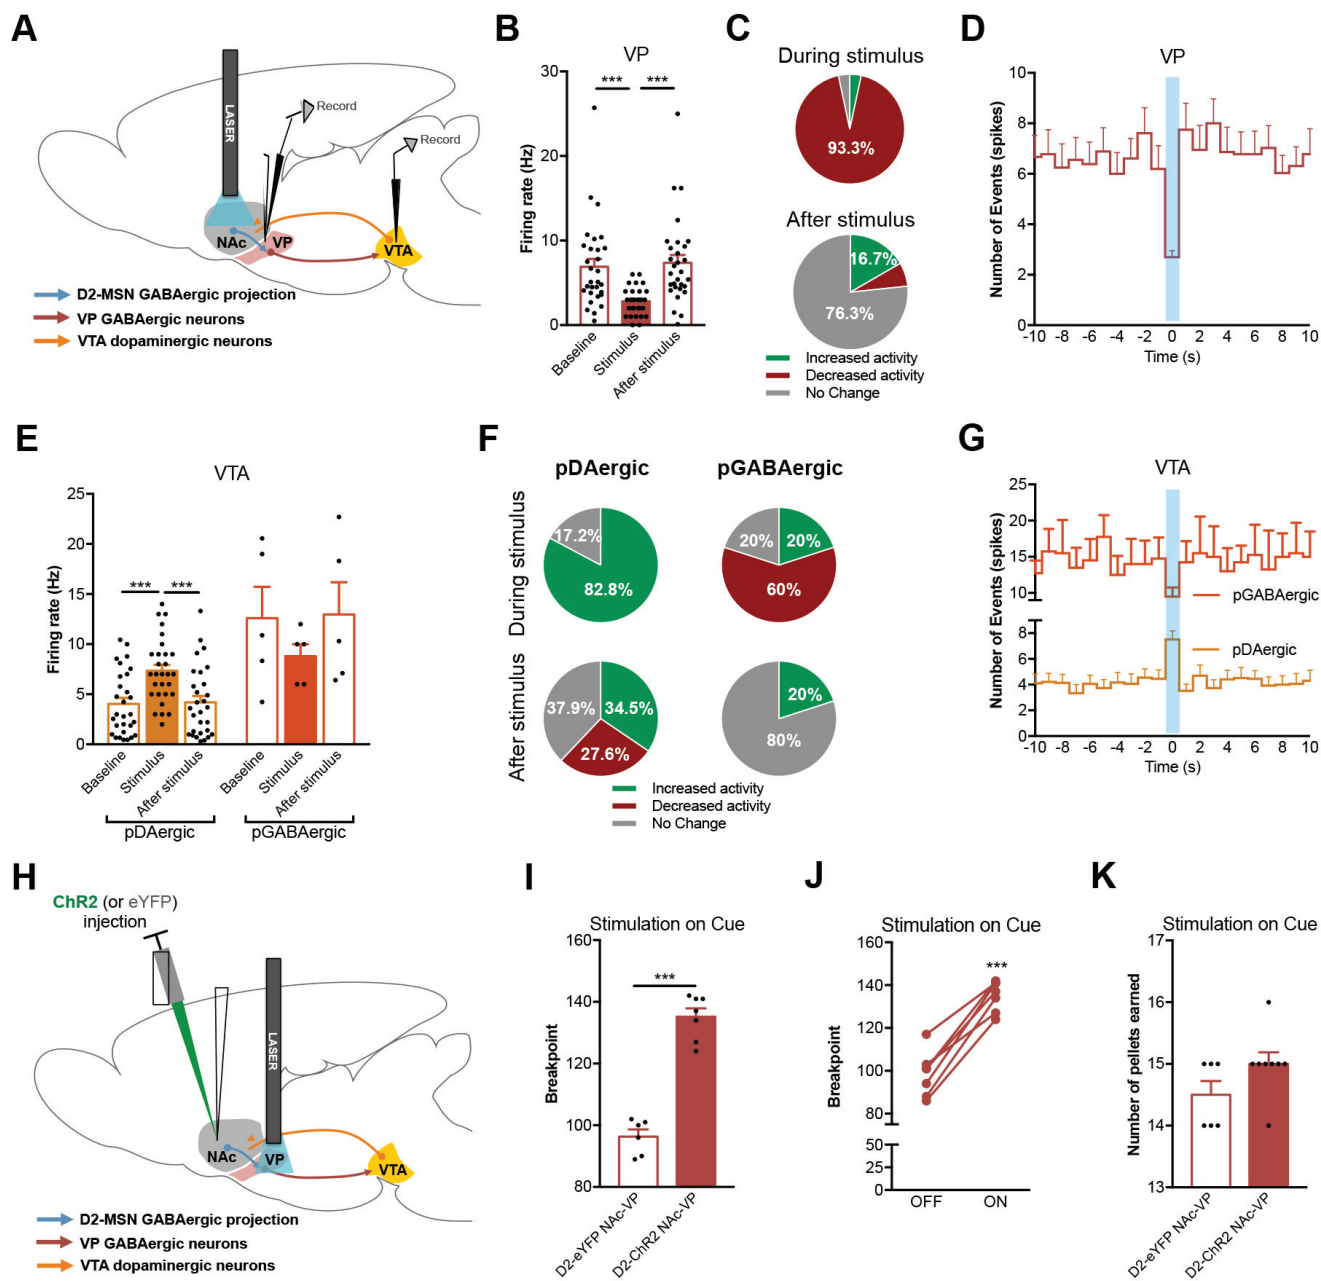 A
LASER
Record
Record
NAc
VP
VTA
D2-MSN GABAergic projection
VP GABAergic neurons
VTA dopaminergic neurons
B
VP
Firing rate (Hz)
30
20
10
0
***
***
Baseline
Stimulus
After stimulus
C
During stimulus
93.3%
After stimulus
16.7%
76.3%
Increased activity
Decreased activity
No Change
D
VP
Number of Events (spikes)
10
8
6
4
2
0
-10 -8 -6 -4 -2 0 2 4 6 8 10
Time (s)
E
VTA
Firing rate (Hz)
25
20
15
10
5
0
***
***
Baseline
Stimulus
After stimulus
Baseline
Stimulus
After stimulus
pDAergic
pGABAergic
F
pDAergic
pGABAergic
During stimulus
17.2%
82.8%
20%
20%
60%
After stimulus
37.9%
34.5%
27.6%
20%
80%
Increased activity
Decreased activity
No Change
G
VTA
Number of Events (spikes)
25
20
15
10
8
6
4
2
0
pGABAergic
pDAergic
-10 -8 -6 -4 -2 0 2 4 6 8 10
Time (s)
H
ChR2 (or eYFP)
injection
LASER
NAc
VP
VTA
D2-MSN GABAergic projection
VP GABAergic neurons
VTA dopaminergic neurons
I
Stimulation on Cue
Breakpoint
160
140
120
100
80
***
D2-eYFP NAc-VP
D2-ChR2 NAc-VP
J
Stimulation on Cue
Breakpoint
160
140
120
100
80
50
25
0
***
OFF
ON
K
Stimulation on Cue
Number of pellets earned
17
16
15
14
13
D2-eYFP NAc-VP
D2-ChR2 NAc-VP